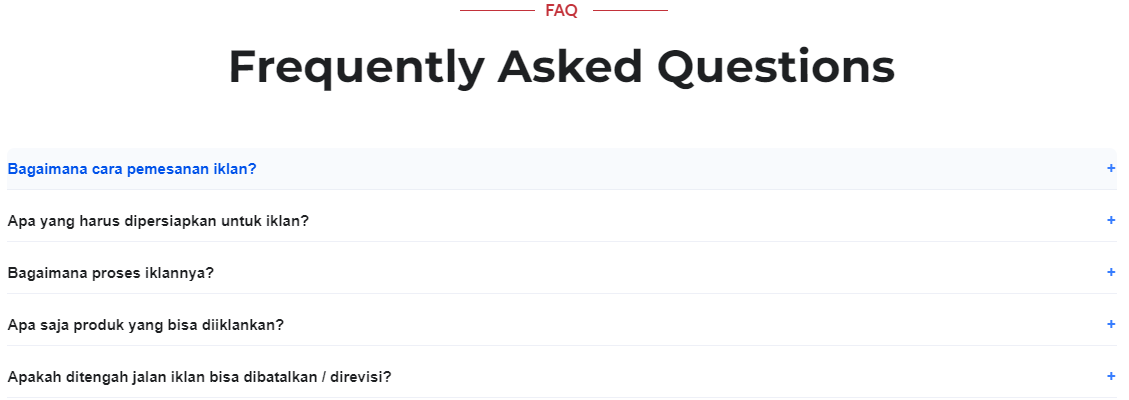 FAQ
Frequently Asked Questions
Bagaimana cara pemesanan iklan? +
Apa yang harus dipersiapkan untuk iklan? +
Bagaimana proses iklannya? +
Apa saja produk yang bisa diiklankan? +
Apakah ditengah jalan iklan bisa dibatalkan / direvisi? +